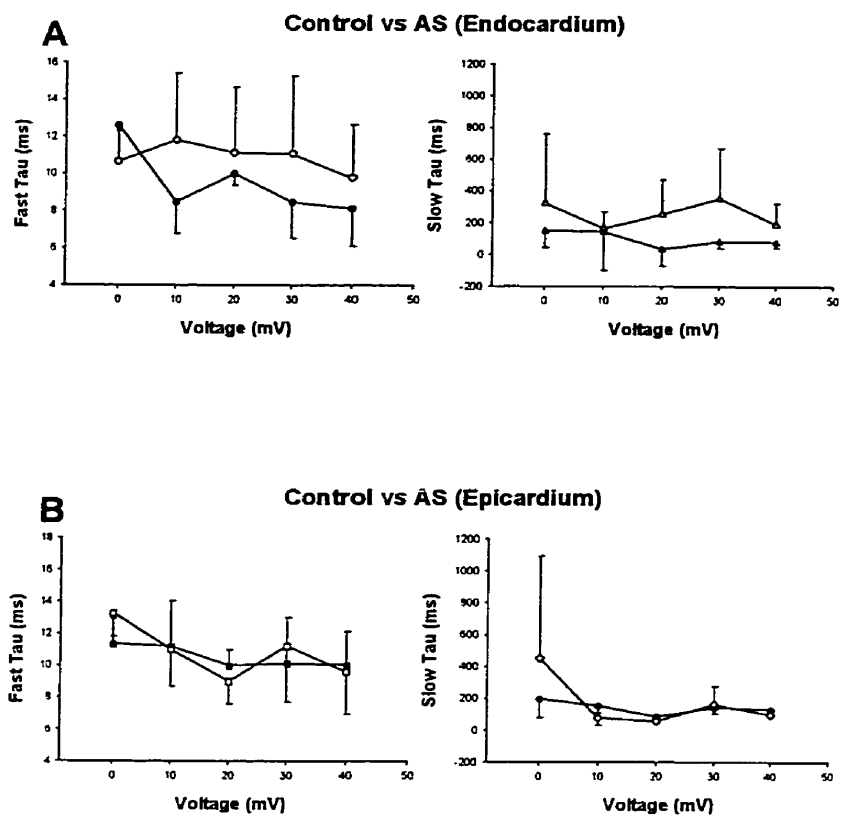 A
Control vs AS (Endocardium)
Fast Tau (ms)
16
14
12
10
8
6
4
0 10 20 30 40 50
Voltage (mV)
Slow Tau (ms)
1200
1000
800
600
400
200
0
-200
0 10 20 30 40 50
Voltage (mV)
B
Control vs AS (Epicardium)
Fast Tau (ms)
18
16
14
12
10
8
6
4
0 10 20 30 40 50
Voltage (mV)
Slow Tau (ms)
1200
1000
800
600
400
200
0
-200
0 10 20 30 40 50
Voltage (mV)